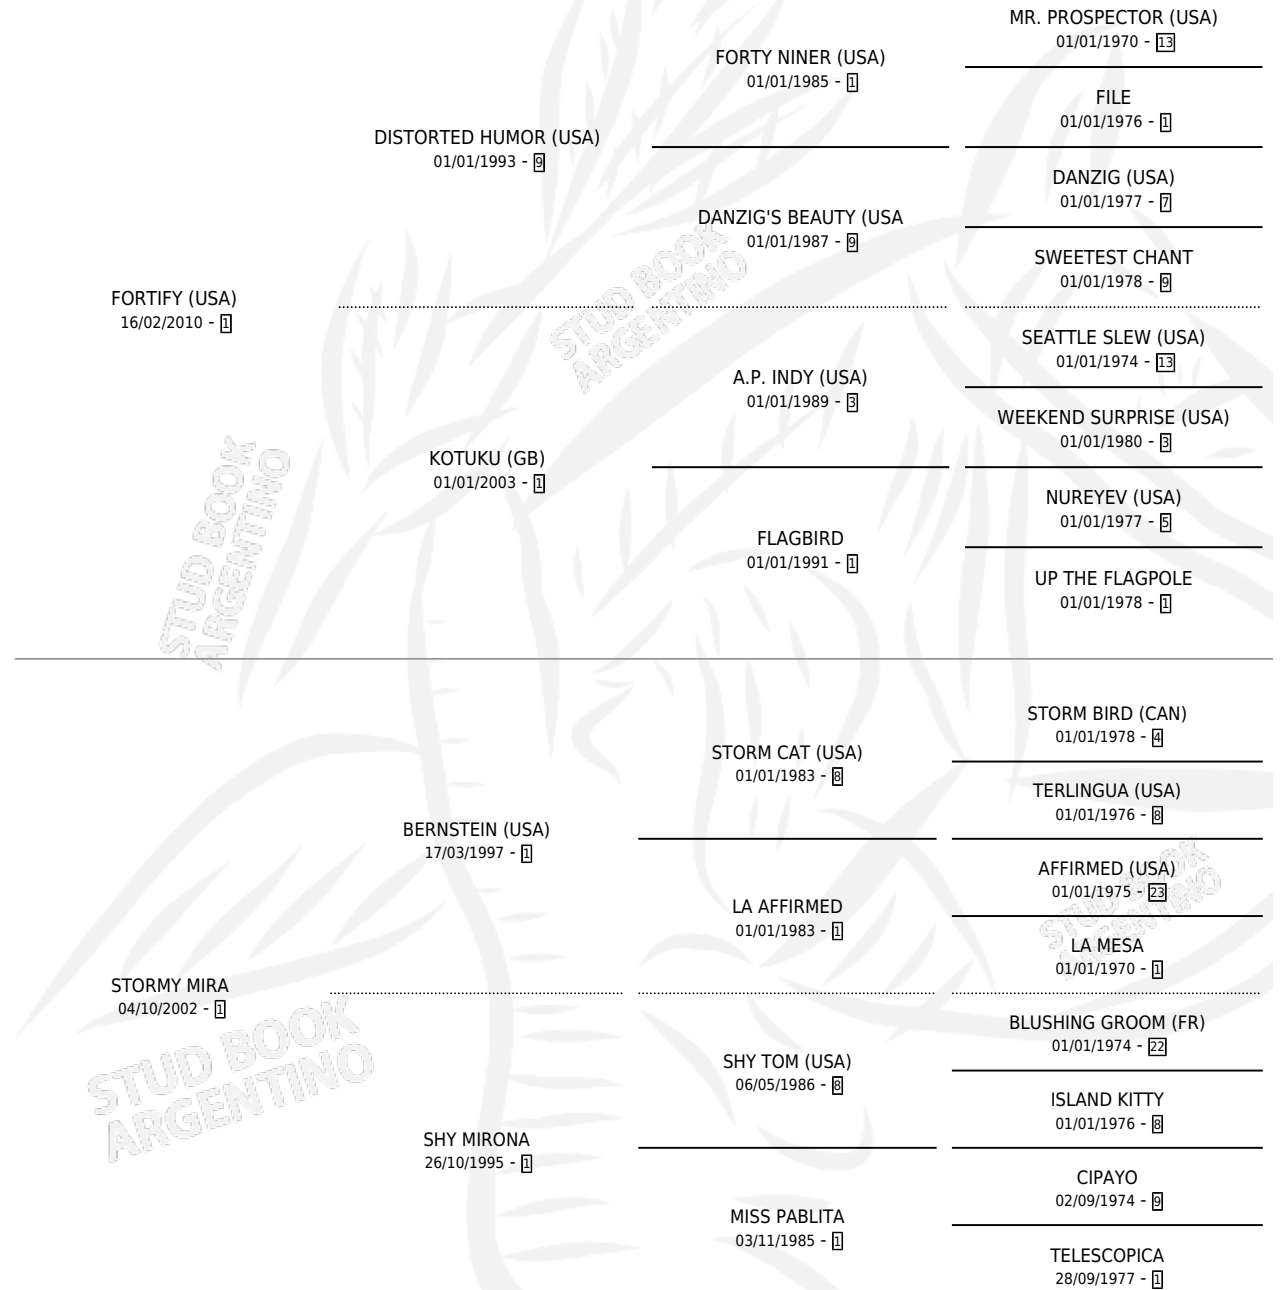 MR. PROSPECTOR (USA)
01/01/1970 - 13
FORTY NINER (USA)
01/01/1985 - 1
FILE
01/01/1976 - 1
DISTORTED HUMOR (USA)
01/01/1993 - 9
DANZIG (USA)
01/01/1977 - 7
DANZIG'S BEAUTY (USA
01/01/1987 - 9
SWEETEST CHANT
01/01/1978 - 9
FORTIFY (USA)
16/02/2010 - 1
STUD BOOK
ARGENTINO
SEATTLE SLEW (USA)
01/01/1974 - 13
A.P. INDY (USA)
01/01/1989 - 3
WEEKEND SURPRISE (USA)
01/01/1980 - 3
KOTUKU (GB)
01/01/2003 - 1
NUREYEV (USA)
01/01/1977 - 5
FLAGBIRD
01/01/1991 - 1
UP THE FLAGPOLE
01/01/1978 - 1
STUD BOOK
ARGENTINO
STORM BIRD (CAN)
01/01/1978 - 4
STORM CAT (USA)
01/01/1983 - 8
TERLINGUA (USA)
01/01/1976 - 8
BERNSTEIN (USA)
17/03/1997 - 1
AFFIRMED (USA)
01/01/1975 - 23
LA AFFIRMED
01/01/1983 - 1
STUD BOOK
ARGENTINO
LA MESA
01/01/1970 - 1
STORMY MIRA
04/10/2002 - 1
STUD BOOK
ARGENTINO
BLUSHING GROOM (FR)
01/01/1974 - 22
SHY TOM (USA)
06/05/1986 - 8
ISLAND KITTY
01/01/1976 - 8
SHY MIRONA
26/10/1995 - 1
CIPAYO
02/09/1974 - 9
MISS PABLITA
03/11/1985 - 1
TELESCOPICA
28/09/1977 - 1